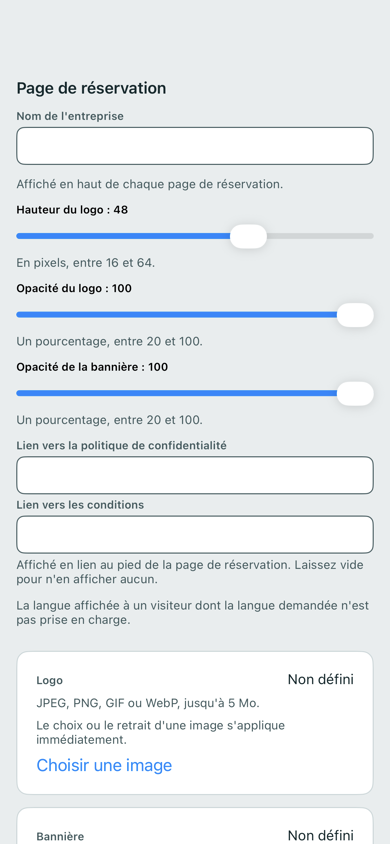 Page de réservation
Nom de l'entreprise
Affiché en haut de chaque page de réservation.
Hauteur du logo : 48
En pixels, entre 16 et 64.
Opacité du logo : 100
Un pourcentage, entre 20 et 100.
Opacité de la bannière : 100
Un pourcentage, entre 20 et 100.
Lien vers la politique de confidentialité
Lien vers les conditions
Affiché en lien au pied de la page de réservation. Laissez vide
pour n'en afficher aucun.
La langue affichée à un visiteur dont la langue demandée n'est
pas prise en charge.
Logo
Non défini
JPEG, PNG, GIF ou WebP, jusqu'à 5 Mo.
Le choix ou le retrait d'une image s'applique
immédiatement.
Choisir une image
Bannière
Non défini